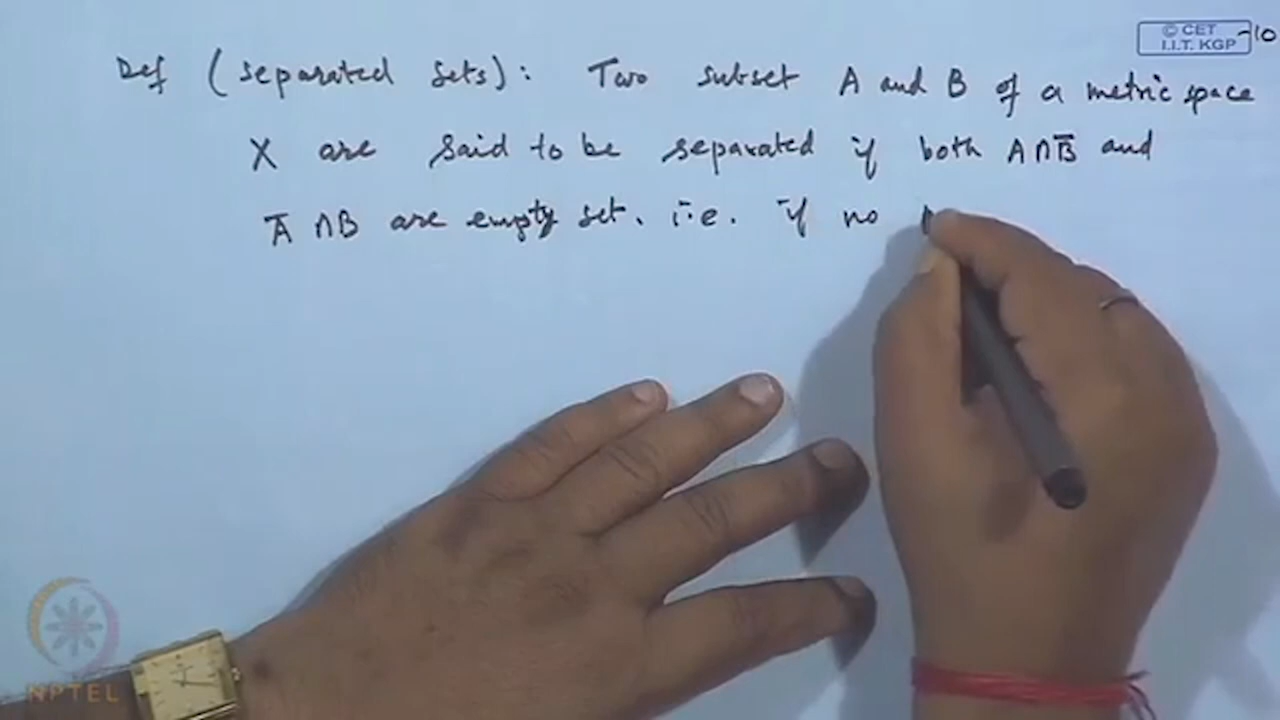 © CET
I.I.T. KGP -10
Def (separated sets): Two subset A and B of a metric space
X are said to be separated if both A∩B̅ and
A̅ ∩B are empty set. i.e. if no
NPTEL